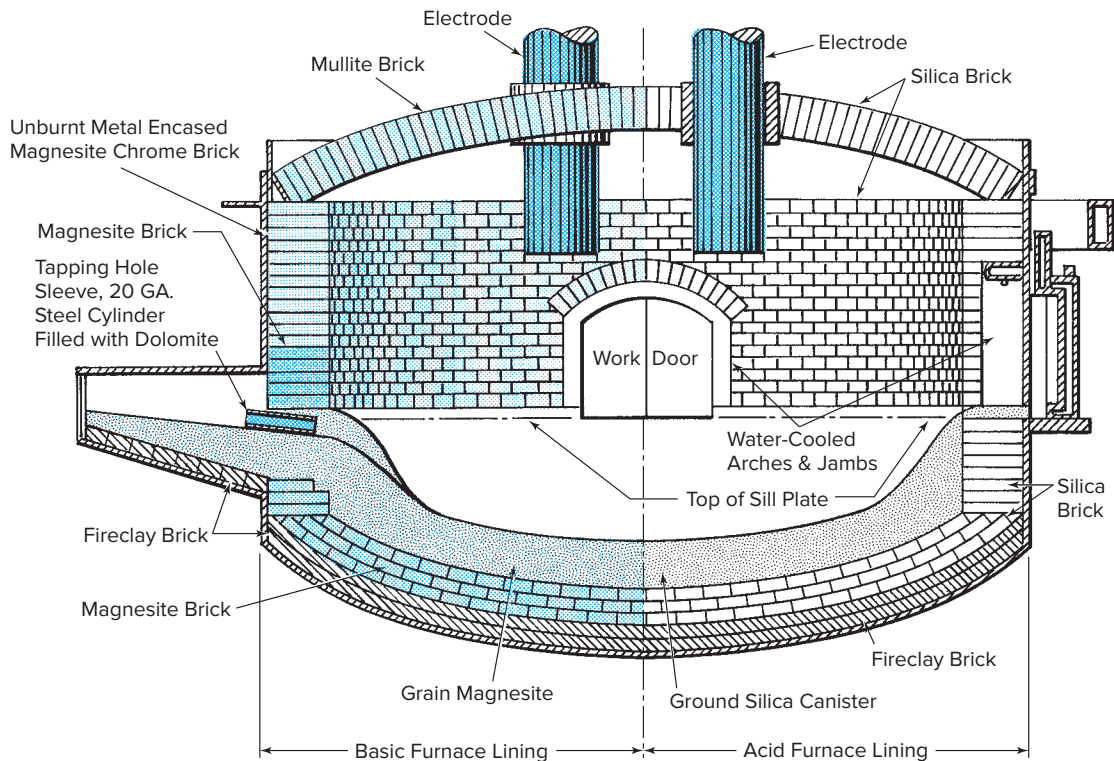 Electrode
Electrode
Mullite Brick
Silica Brick
Unburnt Metal Encased
Magnesite Chrome Brick
Magnesite Brick
Tapping Hole
Sleeve, 20 GA.
Steel Cylinder
Filled with Dolomite
Work Door
Water-Cooled
Arches & Jambs
Top of Sill Plate
Silica
Brick
Fireclay Brick
Magnesite Brick
Fireclay Brick
Grain Magnesite
Ground Silica Canister
Basic Furnace Lining
Acid Furnace Lining